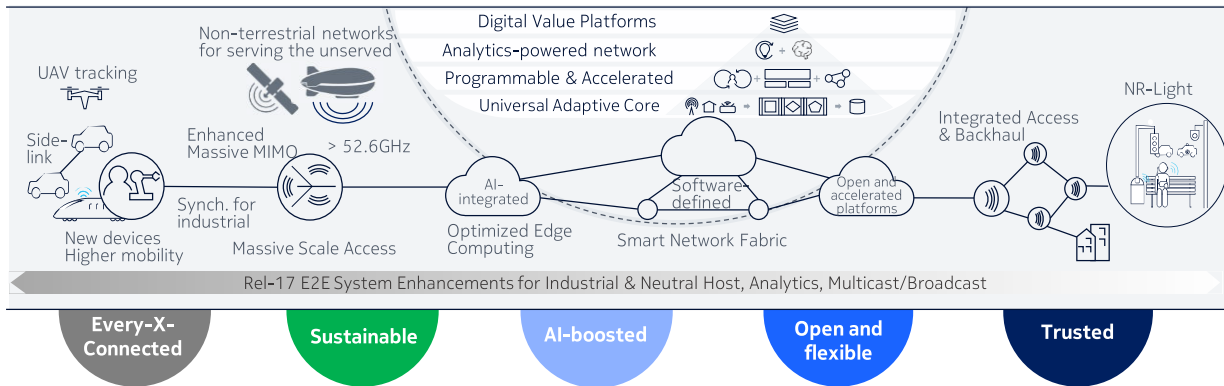 Digital Value Platforms
Analytics-powered network
Programmable & Accelerated
Universal Adaptive Core
Non-terrestrial networks
for serving the unserved
UAV tracking
Side-
link
Enhanced
Massive MIMO
> 52.6GHz
Synch. for
industrial
New devices
Higher mobility
Massive Scale Access
AI-
integrated
Optimized Edge
Computing
Software-
defined
Smart Network Fabric
Open and
accelerated
platforms
Integrated Access
& Backhaul
NR-Light
Rel-17 E2E System Enhancements for Industrial & Neutral Host, Analytics, Multicast/Broadcast
Every-X-
Connected
Sustainable
AI-boosted
Open and
flexible
Trusted